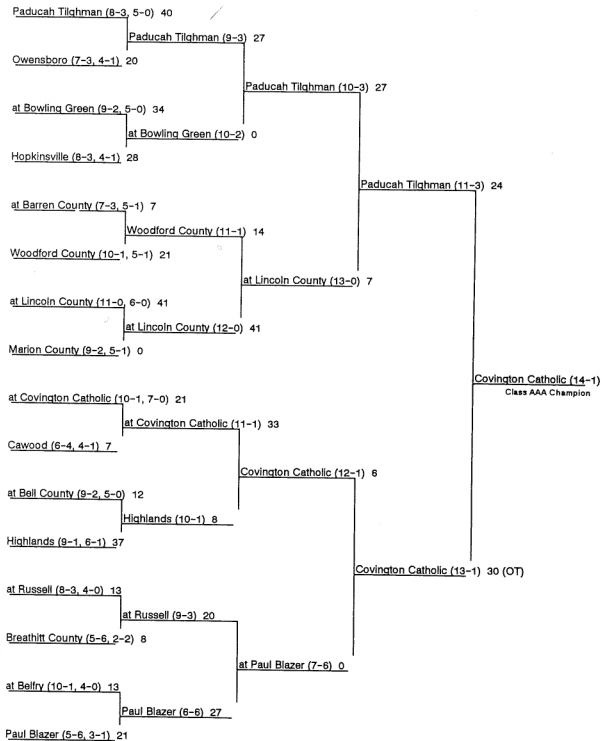 Paducah Tilghman (8-3, 5-0) 40
Paducah Tilghman (9-3) 27
Owensboro (7-3, 4-1) 20
Paducah Tilghman (10-3) 27
at Bowling Green (9-2, 5-0) 34
at Bowling Green (10-2) 0
Hopkinsville (8-3, 4-1) 28
Paducah Tilghman (11-3) 24
at Barren County (7-3, 5-1) 7
Woodford County (11-1) 14
Woodford County (10-1, 5-1) 21
at Lincoln County (13-0) 7
at Lincoln County (11-0, 6-0) 41
at Lincoln County (12-0) 41
Marion County (9-2, 5-1) 0
Covington Catholic (14-1)
Class AAA Champion
at Covington Catholic (10-1, 7-0) 21
at Covington Catholic (11-1) 33
Cawood (6-4, 4-1) 7
Covington Catholic (12-1) 6
at Bell County (9-2, 5-0) 12
Highlands (10-1) 8
Highlands (9-1, 6-1) 37
Covington Catholic (13-1) 30 (OT)
at Russell (8-3, 4-0) 13
at Russell (9-3) 20
Breathitt County (5-6, 2-2) 8
at Paul Blazer (7-6) 0
at Belfry (10-1, 4-0) 13
Paul Blazer (6-6) 27
Paul Blazer (5-6, 3-1) 21